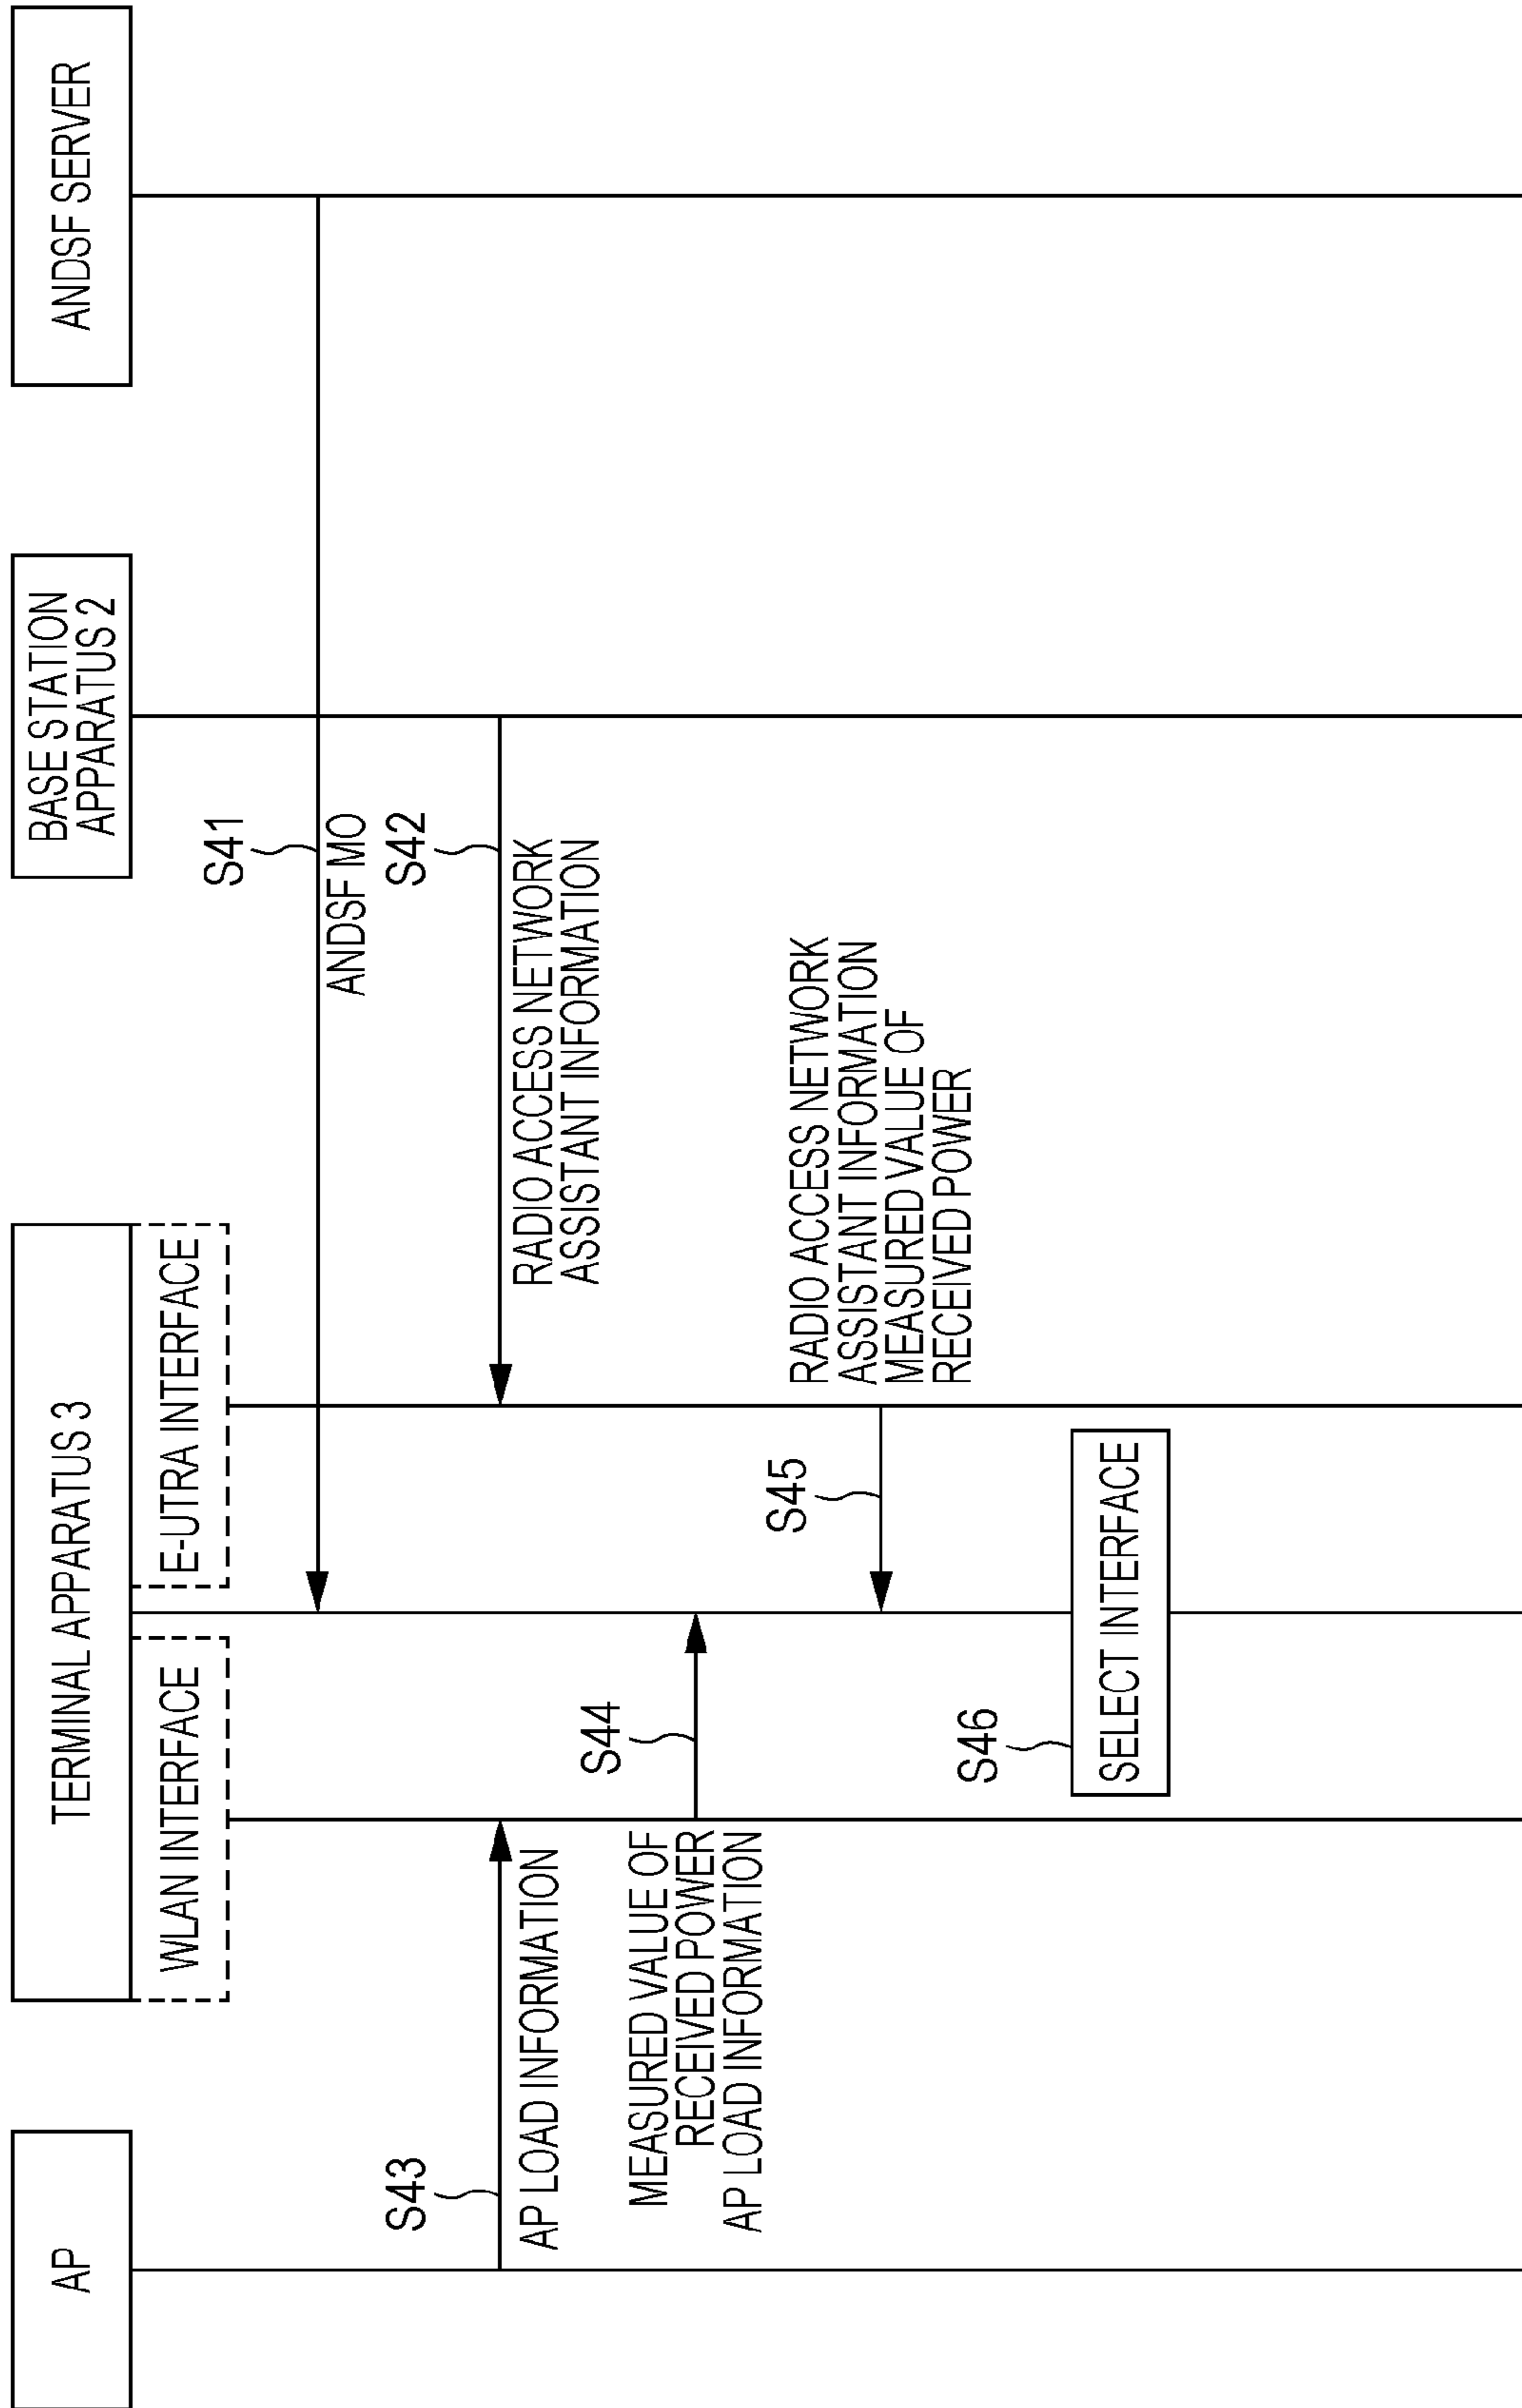 AP
TERMINAL APPARATUS 3
WLAN INTERFACE
E-UTRA INTERFACE
BASE STATION
APPARATUS 2
ANDSF SERVER
S41
ANDSF MO
S42
RADIO ACCESS NETWORK
ASSISTANT INFORMATION
S43
AP LOAD INFORMATION
S44
MEASURED VALUE OF
RECEIVED POWER
AP LOAD INFORMATION
S45
RADIO ACCESS NETWORK
ASSISTANT INFORMATION
MEASURED VALUE OF
RECEIVED POWER
S46
SELECT INTERFACE